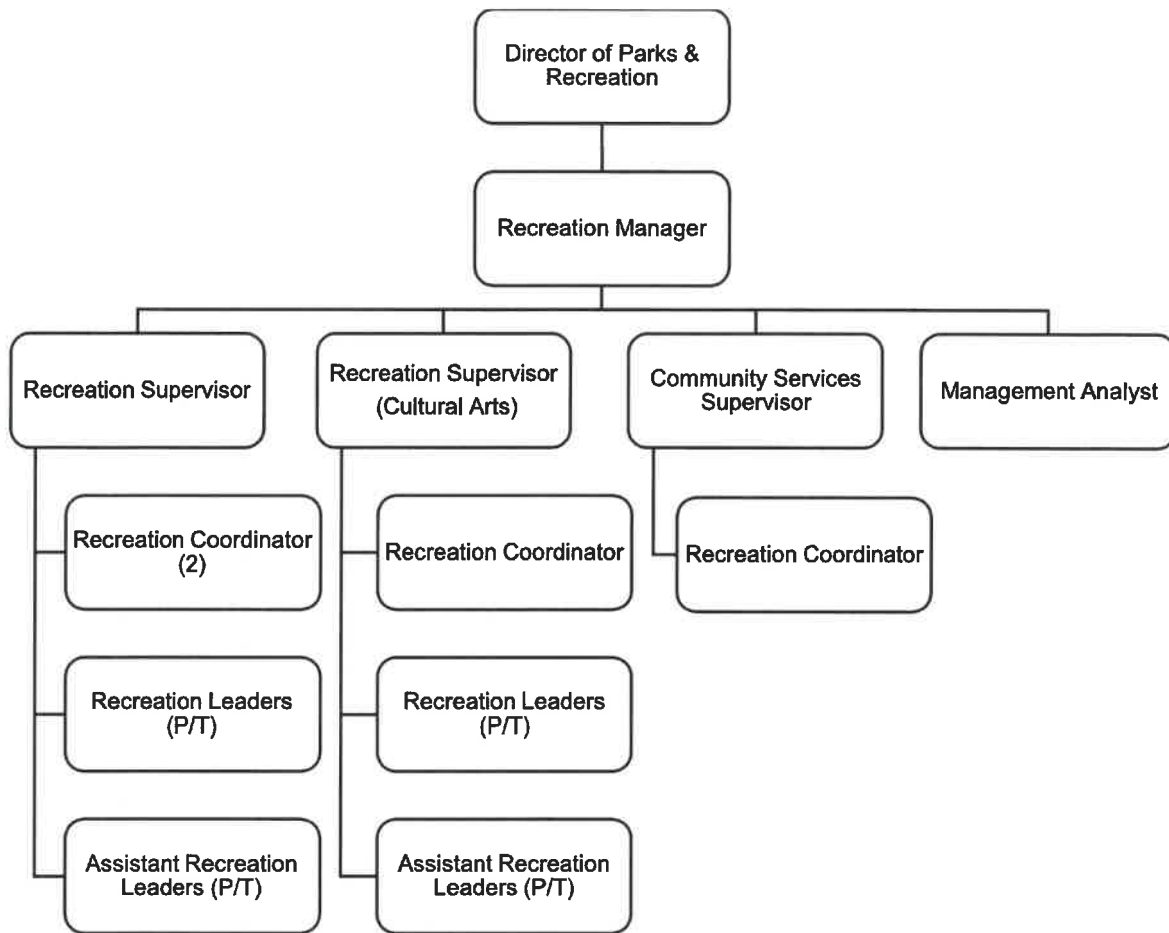 Director of Parks &
Recreation
Recreation Manager
Recreation Supervisor
Recreation Supervisor
(Cultural Arts)
Community Services
Supervisor
Management Analyst
Recreation Coordinator
(2)
Recreation Coordinator
Recreation Coordinator
Recreation Leaders
(P/T)
Recreation Leaders
(P/T)
Assistant Recreation
Leaders (P/T)
Assistant Recreation
Leaders (P/T)